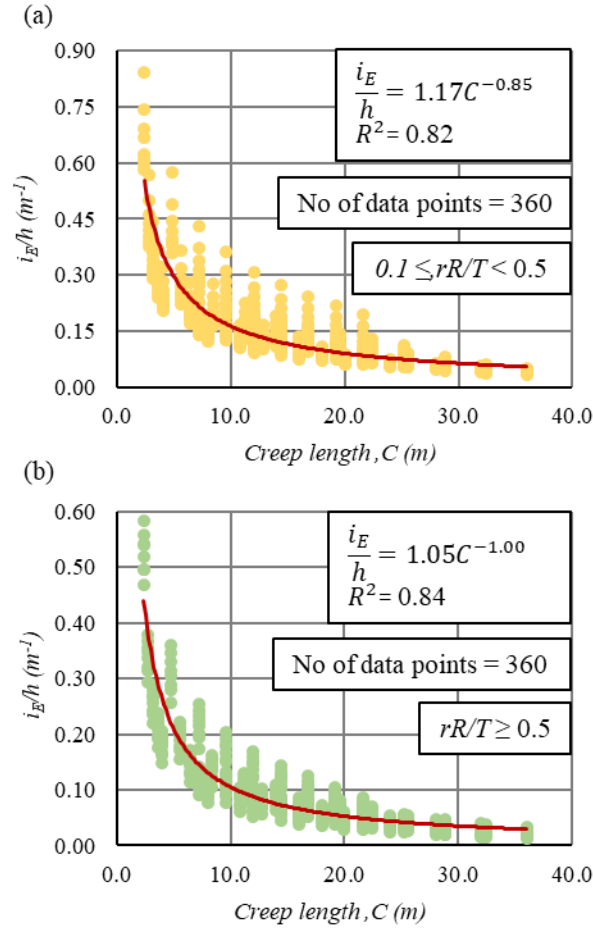 (a)
0.90
0.75
0.60
0.45
0.30
0.15
0.00
i_E/h (m⁻¹)
i_E/h = 1.17C^{-0.85}
R² = 0.82
No of data points = 360
0.1 ≤,rR/T < 0.5
0.0 10.0 20.0 30.0 40.0
Creep length, C (m)
(b)
0.60
0.50
0.40
0.30
0.20
0.10
0.00
i_E/h (m⁻¹)
i_E/h = 1.05C^{-1.00}
R² = 0.84
No of data points = 360
rR/T ≥ 0.5
0.0 10.0 20.0 30.0 40.0
Creep length, C (m)